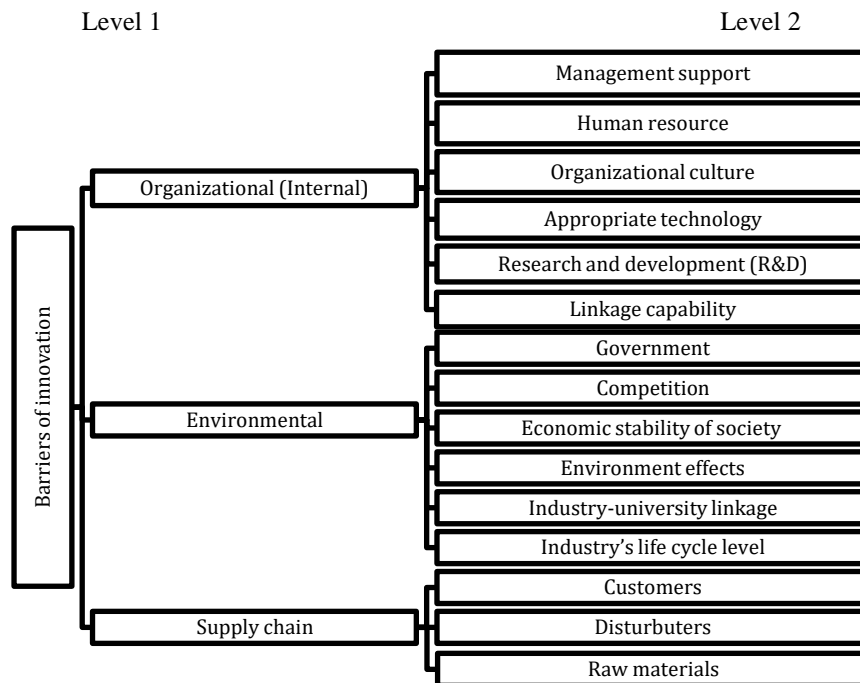 Level 1
Level 2
Barriers of innovation
Organizational (Internal)
Management support
Human resource
Organizational culture
Appropriate technology
Research and development (R&D)
Linkage capability
Environmental
Government
Competition
Economic stability of society
Environment effects
Industry-university linkage
Industry's life cycle level
Supply chain
Customers
Disturbuters
Raw materials